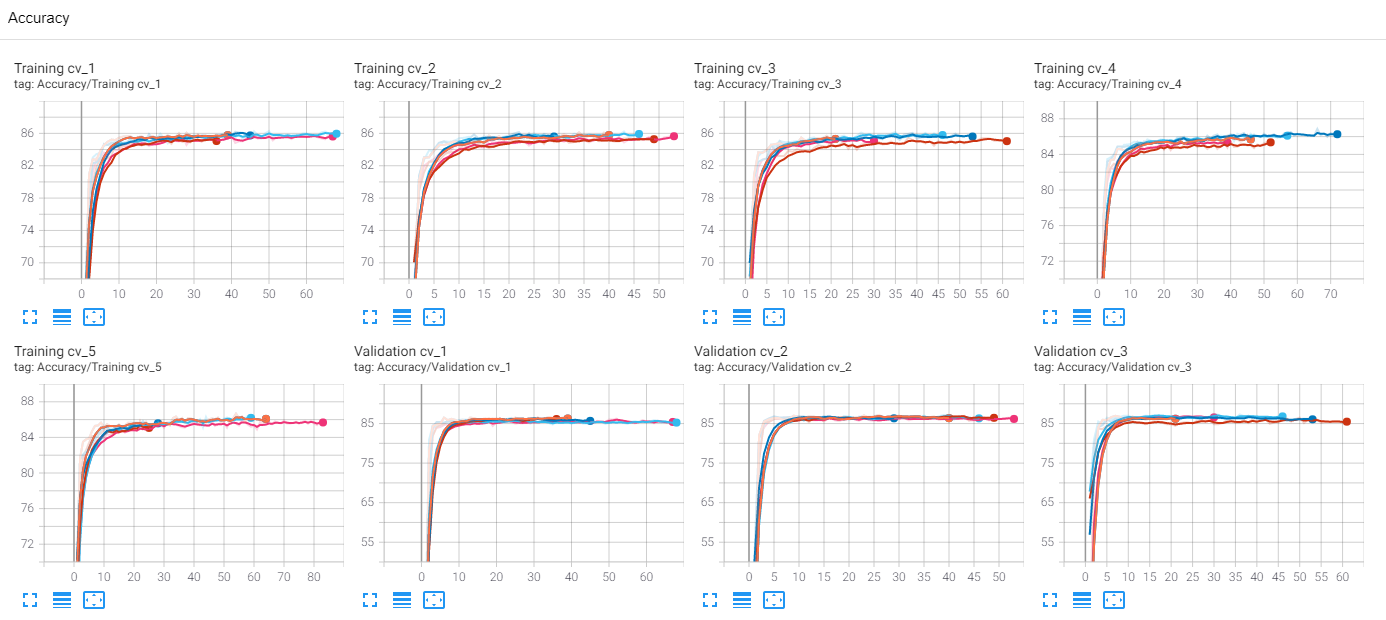 Accuracy
Training cv_1
tag: Accuracy/Training cv_1
86
82
78
74
70
0 10 20 30 40 50 60
Training cv_2
tag: Accuracy/Training cv_2
86
82
78
74
70
0 5 10 15 20 25 30 35 40 45 50
Training cv_3
tag: Accuracy/Training cv_3
86
82
78
74
70
0 5 10 15 20 25 30 35 40 45 50 55 60
Training cv_4
tag: Accuracy/Training cv_4
88
84
80
76
72
0 10 20 30 40 50 60 70
Training cv_5
tag: Accuracy/Training cv_5
88
84
80
76
72
0 10 20 30 40 50 60 70 80
Validation cv_1
tag: Accuracy/Validation cv_1
85
75
65
55
0 10 20 30 40 50 60
Validation cv_2
tag: Accuracy/Validation cv_2
85
75
65
55
0 5 10 15 20 25 30 35 40 45 50
Validation cv_3
tag: Accuracy/Validation cv_3
85
75
65
55
0 5 10 15 20 25 30 35 40 45 50 55 60